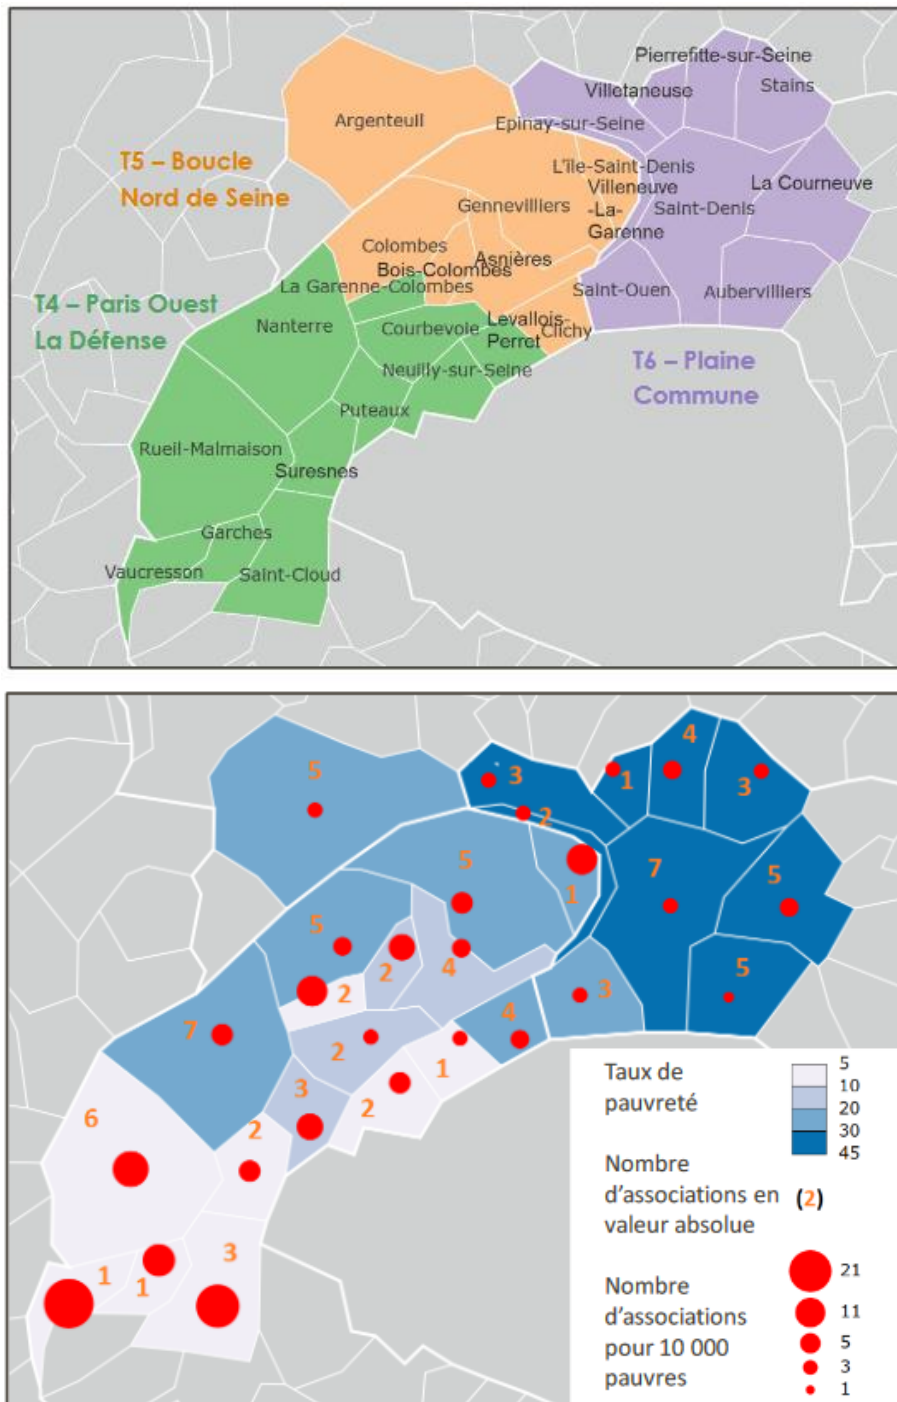 Pierrefitte-sur-Seine
Villetaneuse
Stains
Argenteuil
Epinay-sur-Seine
T5 – Boucle
Nord de Seine
L'île-Saint-Denis
Villeneuve
-La-
Garenne
La Courneuve
Saint-Denis
Gennevilliers
Colombes
Asnières
Bois-Colombes
La Garenne-Colombes
Saint-Ouen
Aubervilliers
T4 – Paris Ouest
La Défense
Nanterre
Courbevoie
Levallois-
Perret
Clichy
T6 – Plaine
Commune
Neuilly-sur-Seine
Puteaux
Rueil-Malmaison
Suresnes
Garches
Vaucresson
Saint-Cloud
5
3
2
1
4
3
5
1
7
5
5
2
4
2
5
3
7
4
2
1
3
2
6
2
3
1
1
Taux de
pauvreté
5
10
20
30
45
Nombre
d'associations en
valeur absolue
(2)
Nombre
d'associations
pour 10 000
pauvres
21
11
5
3
1